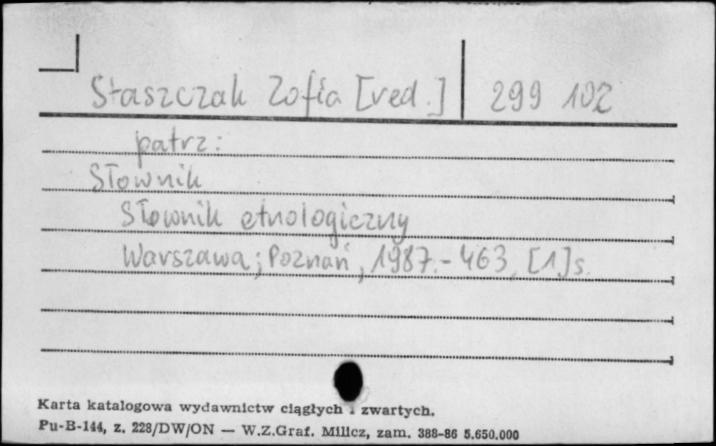 Staszczak Zofia [red.] 299 102
patrz:
Słownik
Słownik etnologiczny
Warszawa; Poznań, 1987.- 463, [1]s.
Karta katalogowa wydawnictw ciągłych i zwartych.
Pu-B-144, z. 228/DW/ON — W.Z.Graf. Milicz, zam. 388-86 5.650.000